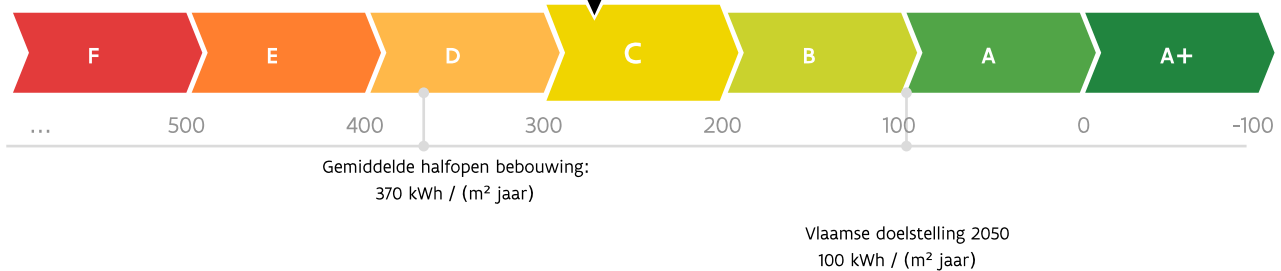 F E D C B A A+
... 500 400 300 200 100 0 -100
Gemiddelde halfopen bebouwing:
370 kWh / (m² jaar)
Vlaamse doelstelling 2050
100 kWh / (m² jaar)